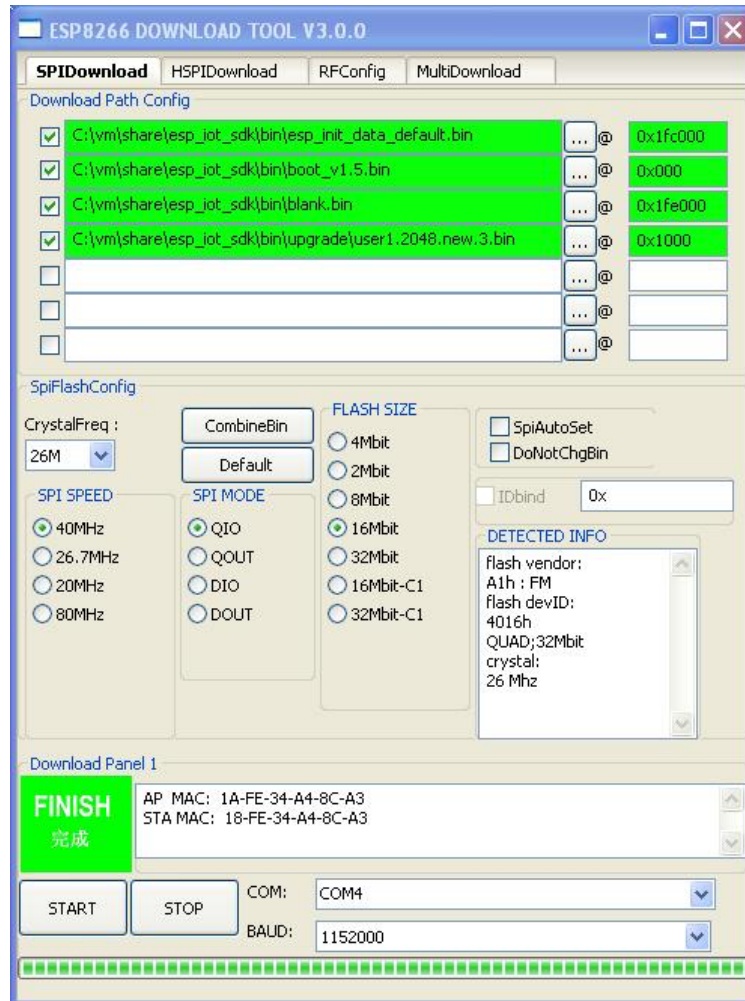 ESP8266 DOWNLOAD TOOL V3.0.0
SPIDownload HSPIDownload RFConfig MultiDownload
Download Path Config
C:\vm\share\esp_iot_sdk\bin\esp_init_data_default.bin ... @ 0x1fc000
C:\vm\share\esp_iot_sdk\bin\boot_v1.5.bin ... @ 0x000
C:\vm\share\esp_iot_sdk\bin\blank.bin ... @ 0x1fe000
C:\vm\share\esp_iot_sdk\bin\upgrade\user1.2048.new.3.bin ... @ 0x1000
... @
... @
... @
SpiFlashConfig
CrystalFreq :
26M
CombineBin
Default
SPI SPEED
40MHz
26.7MHz
20MHz
80MHz
SPI MODE
QIO
QOUT
DIO
DOUT
FLASH SIZE
4Mbit
2Mbit
8Mbit
16Mbit
32Mbit
16Mbit-C1
32Mbit-C1
SpiAutoSet
DoNotChgBin
IDbind 0x
DETECTED INFO
flash vendor:
A1h : FM
flash devID:
4016h
QUAD;32Mbit
crystal:
26 Mhz
Download Panel 1
FINISH
完成
AP MAC: 1A-FE-34-A4-8C-A3
STA MAC: 18-FE-34-A4-8C-A3
START STOP
COM: COM4
BAUD: 1152000